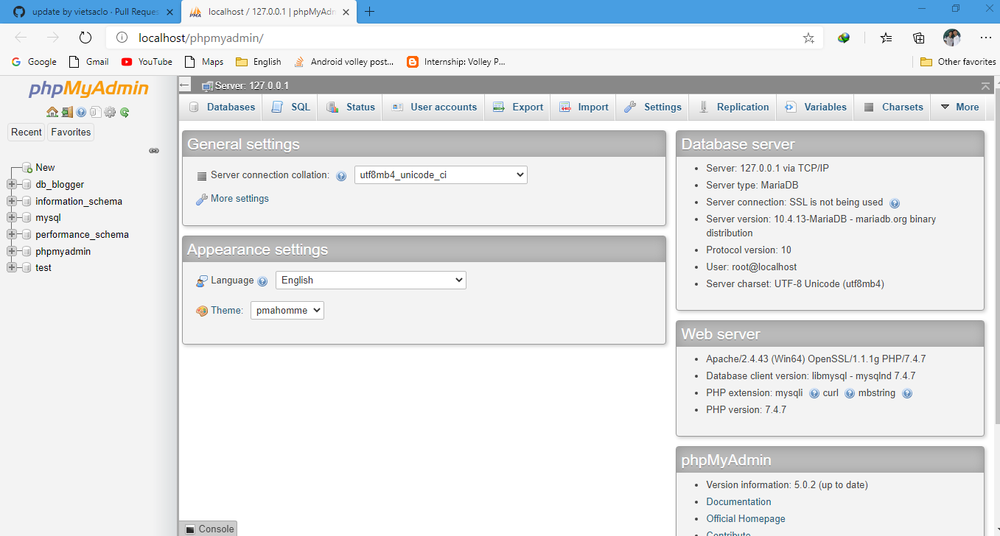 update by vietsaclo · Pull Reques
localhost / 127.0.0.1 | phpMyAdm
localhost/phpmyadmin/
Google
Gmail
YouTube
Maps
English
Android volley post...
Internship: Volley P...
Other favorites
phpMyAdmin
Recent
Favorites
New
db_blogger
information_schema
mysql
performance_schema
phpmyadmin
test
Server: 127.0.0.1
Databases
SQL
Status
User accounts
Export
Import
Settings
Replication
Variables
Charsets
More
General settings
Server connection collation:
utf8mb4_unicode_ci
More settings
Appearance settings
Language
English
Theme:
pmahomme
Database server
Server: 127.0.0.1 via TCP/IP
Server type: MariaDB
Server connection: SSL is not being used
Server version: 10.4.13-MariaDB - mariadb.org binary
distribution
Protocol version: 10
User: root@localhost
Server charset: UTF-8 Unicode (utf8mb4)
Web server
Apache/2.4.43 (Win64) OpenSSL/1.1.1g PHP/7.4.7
Database client version: libmysql - mysqlnd 7.4.7
PHP extension: mysqli curl mbstring
PHP version: 7.4.7
phpMyAdmin
Version information: 5.0.2 (up to date)
Documentation
Official Homepage
Contribute
Console